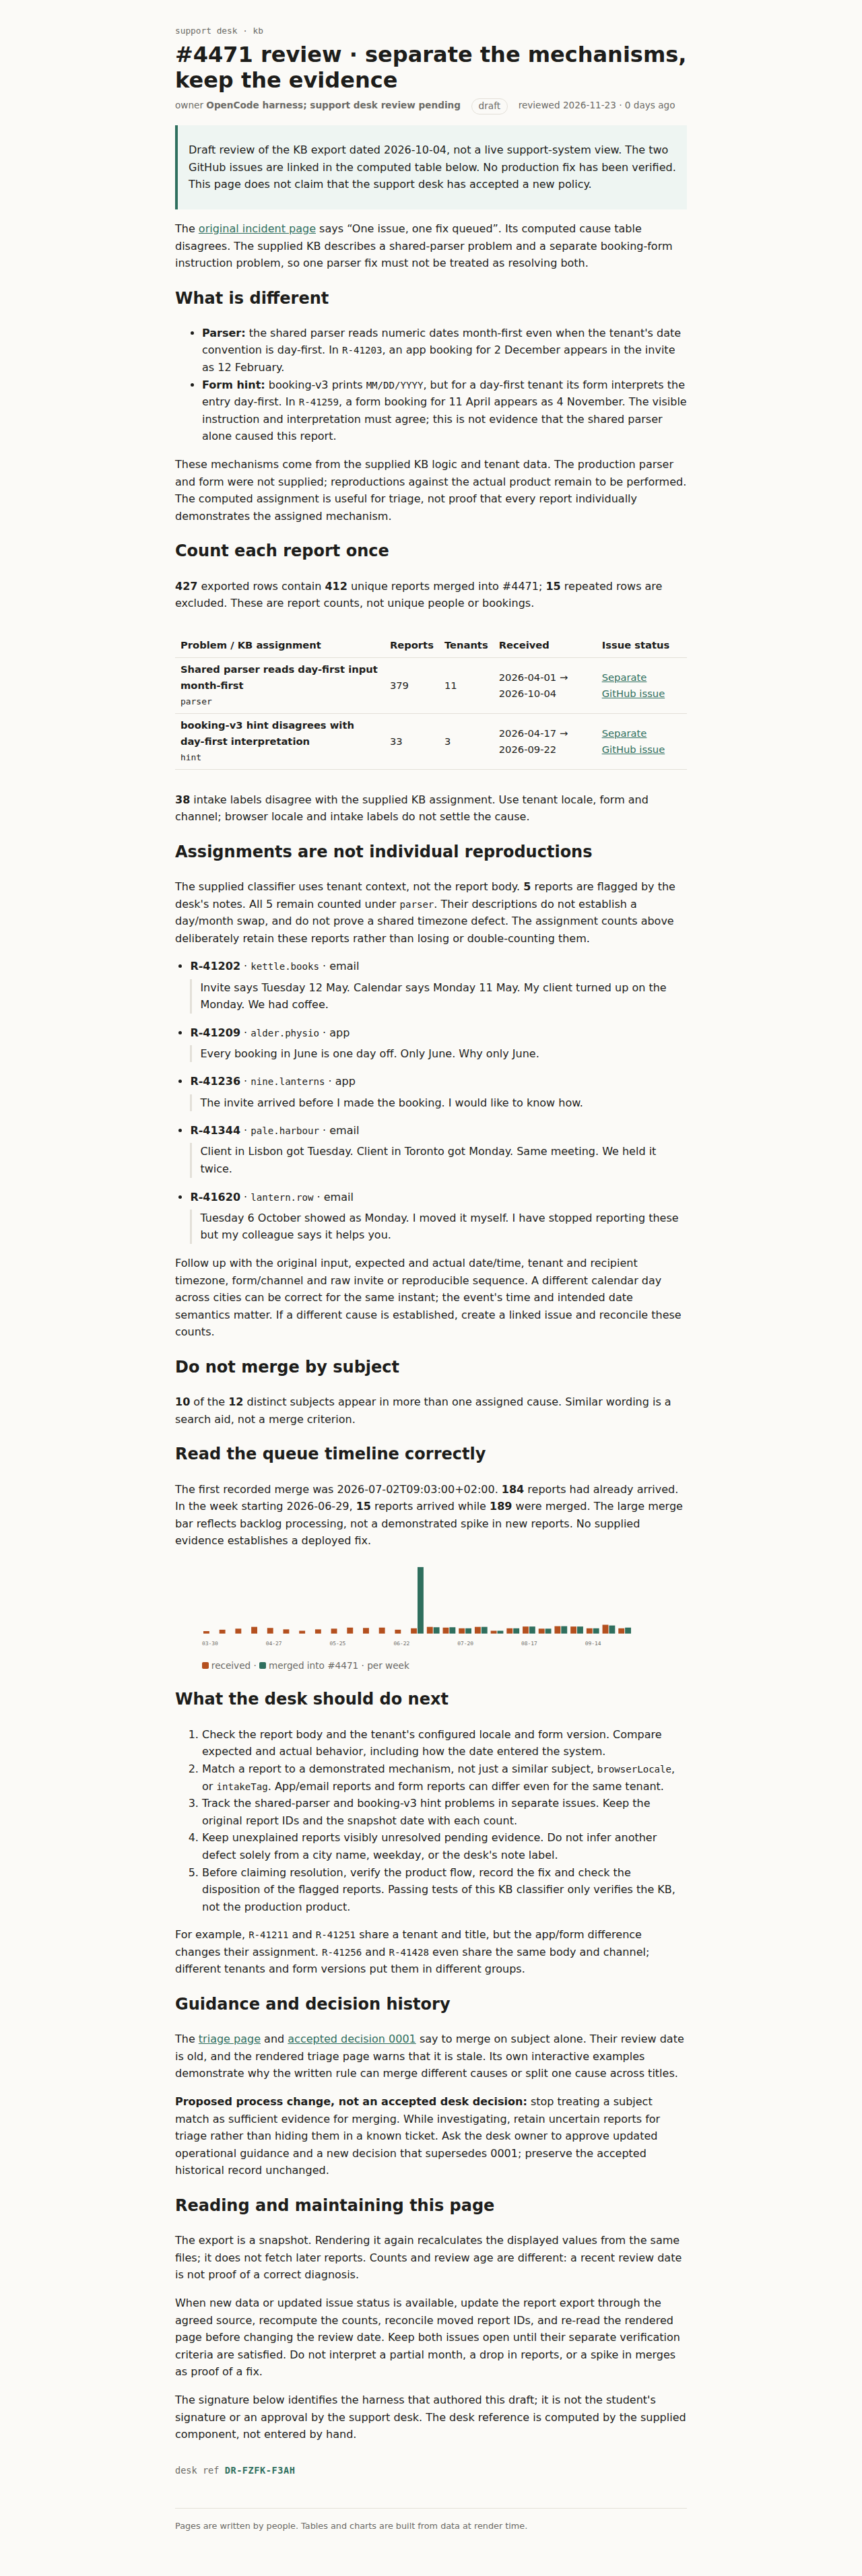 support desk · kb
#4471 review · separate the mechanisms,
keep the evidence
owner OpenCode harness; support desk review pending draft reviewed 2026-11-23 · 0 days ago
Draft review of the KB export dated 2026-10-04, not a live support-system view. The two
GitHub issues are linked in the computed table below. No production fix has been verified.
This page does not claim that the support desk has accepted a new policy.
The original incident page says “One issue, one fix queued”. Its computed cause table
disagrees. The supplied KB describes a shared-parser problem and a separate booking-form
instruction problem, so one parser fix must not be treated as resolving both.
What is different
• Parser: the shared parser reads numeric dates month-first even when the tenant's date
convention is day-first. In R-41203, an app booking for 2 December appears in the invite
as 12 February.
• Form hint: booking-v3 prints MM/DD/YYYY, but for a day-first tenant its form interprets the
entry day-first. In R-41259, a form booking for 11 April appears as 4 November. The visible
instruction and interpretation must agree; this is not evidence that the shared parser
alone caused this report.
These mechanisms come from the supplied KB logic and tenant data. The production parser
and form were not supplied; reproductions against the actual product remain to be performed.
The computed assignment is useful for triage, not proof that every report individually
demonstrates the assigned mechanism.
Count each report once
427 exported rows contain 412 unique reports merged into #4471; 15 repeated rows are
excluded. These are report counts, not unique people or bookings.
Problem / KB assignment Reports Tenants Received Issue status
Shared parser reads day-first input
month-first
parser
379 11 2026-04-01 →
2026-10-04
Separate
GitHub issue
booking-v3 hint disagrees with
day-first interpretation
hint
33 3 2026-04-17 →
2026-09-22
Separate
GitHub issue
38 intake labels disagree with the supplied KB assignment. Use tenant locale, form and
channel; browser locale and intake labels do not settle the cause.
Assignments are not individual reproductions
The supplied classifier uses tenant context, not the report body. 5 reports are flagged by the
desk's notes. All 5 remain counted under parser. Their descriptions do not establish a
day/month swap, and do not prove a shared timezone defect. The assignment counts above
deliberately retain these reports rather than losing or double-counting them.
• R-41202 · kettle.books · email
Invite says Tuesday 12 May. Calendar says Monday 11 May. My client turned up on the
Monday. We had coffee.
• R-41209 · alder.physio · app
Every booking in June is one day off. Only June. Why only June.
• R-41236 · nine.lanterns · app
The invite arrived before I made the booking. I would like to know how.
• R-41344 · pale.harbour · email
Client in Lisbon got Tuesday. Client in Toronto got Monday. Same meeting. We held it
twice.
• R-41620 · lantern.row · email
Tuesday 6 October showed as Monday. I moved it myself. I have stopped reporting these
but my colleague says it helps you.
Follow up with the original input, expected and actual date/time, tenant and recipient
timezone, form/channel and raw invite or reproducible sequence. A different calendar day
across cities can be correct for the same instant; the event's time and intended date
semantics matter. If a different cause is established, create a linked issue and reconcile these
counts.
Do not merge by subject
10 of the 12 distinct subjects appear in more than one assigned cause. Similar wording is a
search aid, not a merge criterion.
Read the queue timeline correctly
The first recorded merge was 2026-07-02T09:03:00+02:00. 184 reports had already arrived.
In the week starting 2026-06-29, 15 reports arrived while 189 were merged. The large merge
bar reflects backlog processing, not a demonstrated spike in new reports. No supplied
evidence establishes a deployed fix.
03-30 04-27 05-25 06-22 07-20 08-17 09-14
received · merged into #4471 · per week
What the desk should do next
1. Check the report body and the tenant's configured locale and form version. Compare
expected and actual behavior, including how the date entered the system.
2. Match a report to a demonstrated mechanism, not just a similar subject, browserLocale,
or intakeTag. App/email reports and form reports can differ even for the same tenant.
3. Track the shared-parser and booking-v3 hint problems in separate issues. Keep the
original report IDs and the snapshot date with each count.
4. Keep unexplained reports visibly unresolved pending evidence. Do not infer another
defect solely from a city name, weekday, or the desk's note label.
5. Before claiming resolution, verify the product flow, record the fix and check the
disposition of the flagged reports. Passing tests of this KB classifier only verifies the KB,
not the production product.
For example, R-41211 and R-41251 share a tenant and title, but the app/form difference
changes their assignment. R-41256 and R-41428 even share the same body and channel;
different tenants and form versions put them in different groups.
Guidance and decision history
The triage page and accepted decision 0001 say to merge on subject alone. Their review date
is old, and the rendered triage page warns that it is stale. Its own interactive examples
demonstrate why the written rule can merge different causes or split one cause across titles.
Proposed process change, not an accepted desk decision: stop treating a subject
match as sufficient evidence for merging. While investigating, retain uncertain reports for
triage rather than hiding them in a known ticket. Ask the desk owner to approve updated
operational guidance and a new decision that supersedes 0001; preserve the accepted
historical record unchanged.
Reading and maintaining this page
The export is a snapshot. Rendering it again recalculates the displayed values from the same
files; it does not fetch later reports. Counts and review age are different: a recent review date
is not proof of a correct diagnosis.
When new data or updated issue status is available, update the report export through the
agreed source, recompute the counts, reconcile moved report IDs, and re-read the rendered
page before changing the review date. Keep both issues open until their separate verification
criteria are satisfied. Do not interpret a partial month, a drop in reports, or a spike in merges
as proof of a fix.
The signature below identifies the harness that authored this draft; it is not the student's
signature or an approval by the support desk. The desk reference is computed by the supplied
component, not entered by hand.
desk ref DR-FZFK-F3AH
Pages are written by people. Tables and charts are built from data at render time.